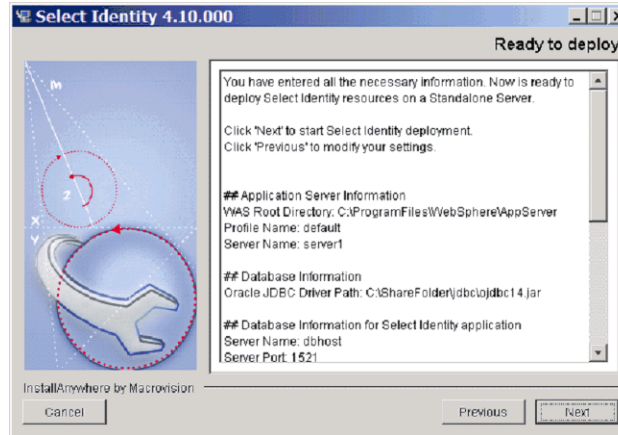 Select Identity 4.10.000
Ready to deploy
You have entered all the necessary information. Now is ready to
deploy Select Identity resources on a Standalone Server.
Click 'Next' to start Select Identity deployment.
Click 'Previous' to modify your settings.
## Application Server Information
WAS Root Directory: C:\ProgramFiles\WebSphere\AppServer
Profile Name: default
Server Name: server1
## Database Information
Oracle JDBC Driver Path: C:\ShareFolder\jdbc\ojdbc14.jar
## Database Information for Select Identity application
Server Name: dbhost
Server Port: 1521
M
Z
X
Y
InstallAnywhere by Macrovision
Cancel
Previous
Next